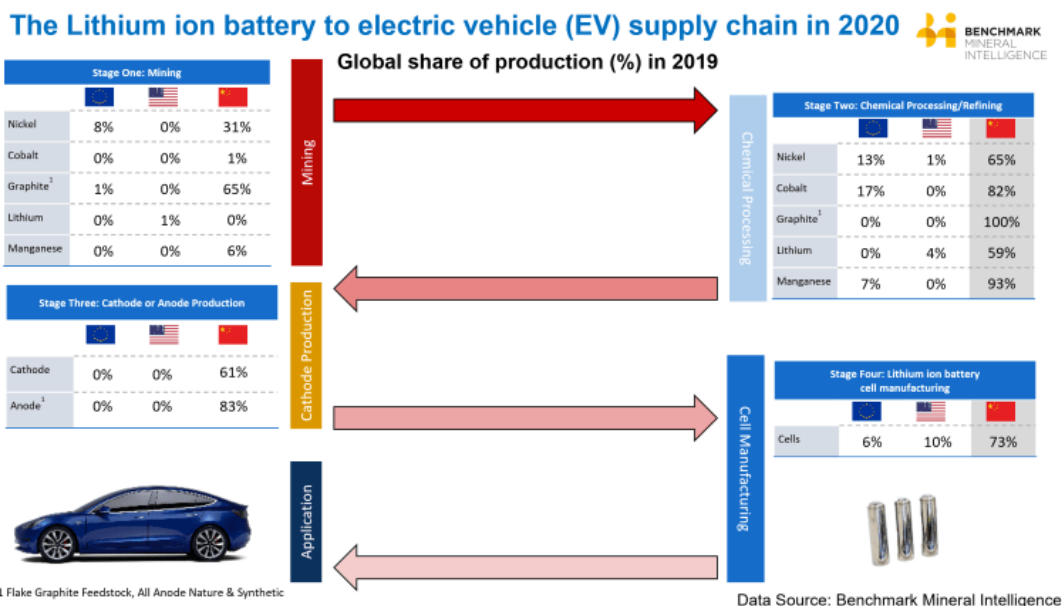 The Lithium ion battery to electric vehicle (EV) supply chain in 2020
BENCHMARK
MINERAL
INTELLIGENCE
Global share of production (%) in 2019
Stage One: Mining
Nickel 8% 0% 31%
Cobalt 0% 0% 1%
Graphite1 1% 0% 65%
Lithium 0% 1% 0%
Manganese 0% 0% 6%
Mining
Chemical Processing
Stage Two: Chemical Processing/Refining
Nickel 13% 1% 65%
Cobalt 17% 0% 82%
Graphite1 0% 0% 100%
Lithium 0% 4% 59%
Manganese 7% 0% 93%
Stage Three: Cathode or Anode Production
Cathode 0% 0% 61%
Anode1 0% 0% 83%
Cathode Production
Cell Manufacturing
Stage Four: Lithium ion battery
cell manufacturing
Cells 6% 10% 73%
Application
1 Flake Graphite Feedstock, All Anode Nature & Synthetic
Data Source: Benchmark Mineral Intelligence